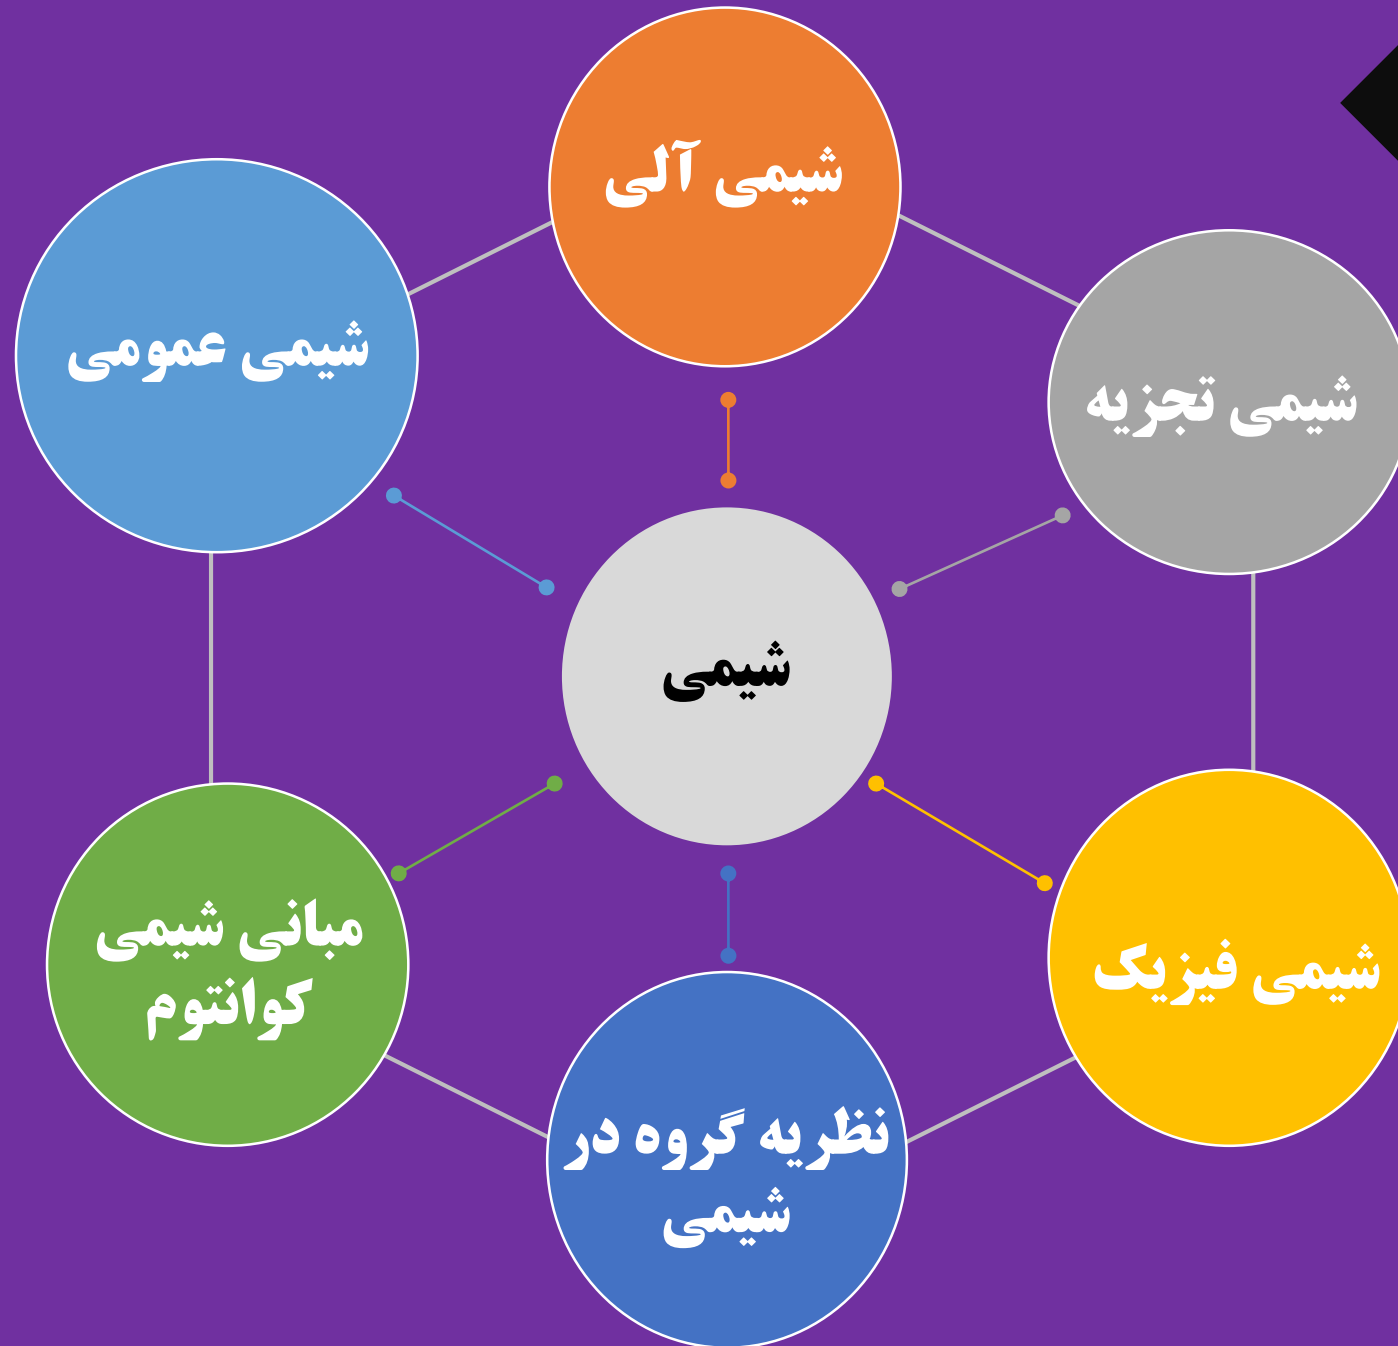 شیمی آلی
شیمی عمومی
شیمی تجزیه
شیمی
مبانی شیمی
کوانتوم
شیمی فیزیک
نظریه گروه در
شیمی